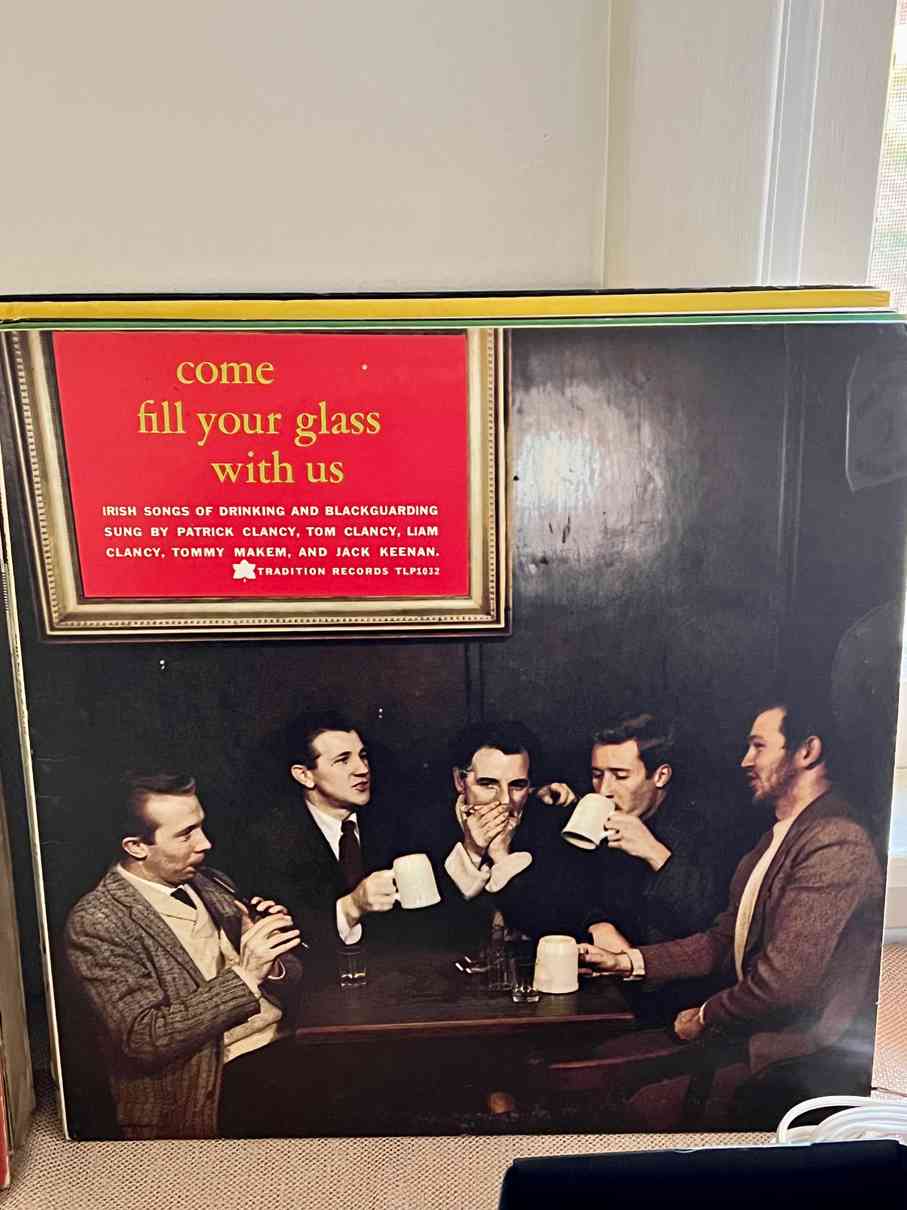 come
fill your glass
with us
IRISH SONGS OF DRINKING AND BLACKGUARDING
SUNG BY PATRICK CLANCY, TOM CLANCY, LIAM
CLANCY, TOMMY MAKEM, AND JACK KEENAN.
TRADITION RECORDS TLP1032